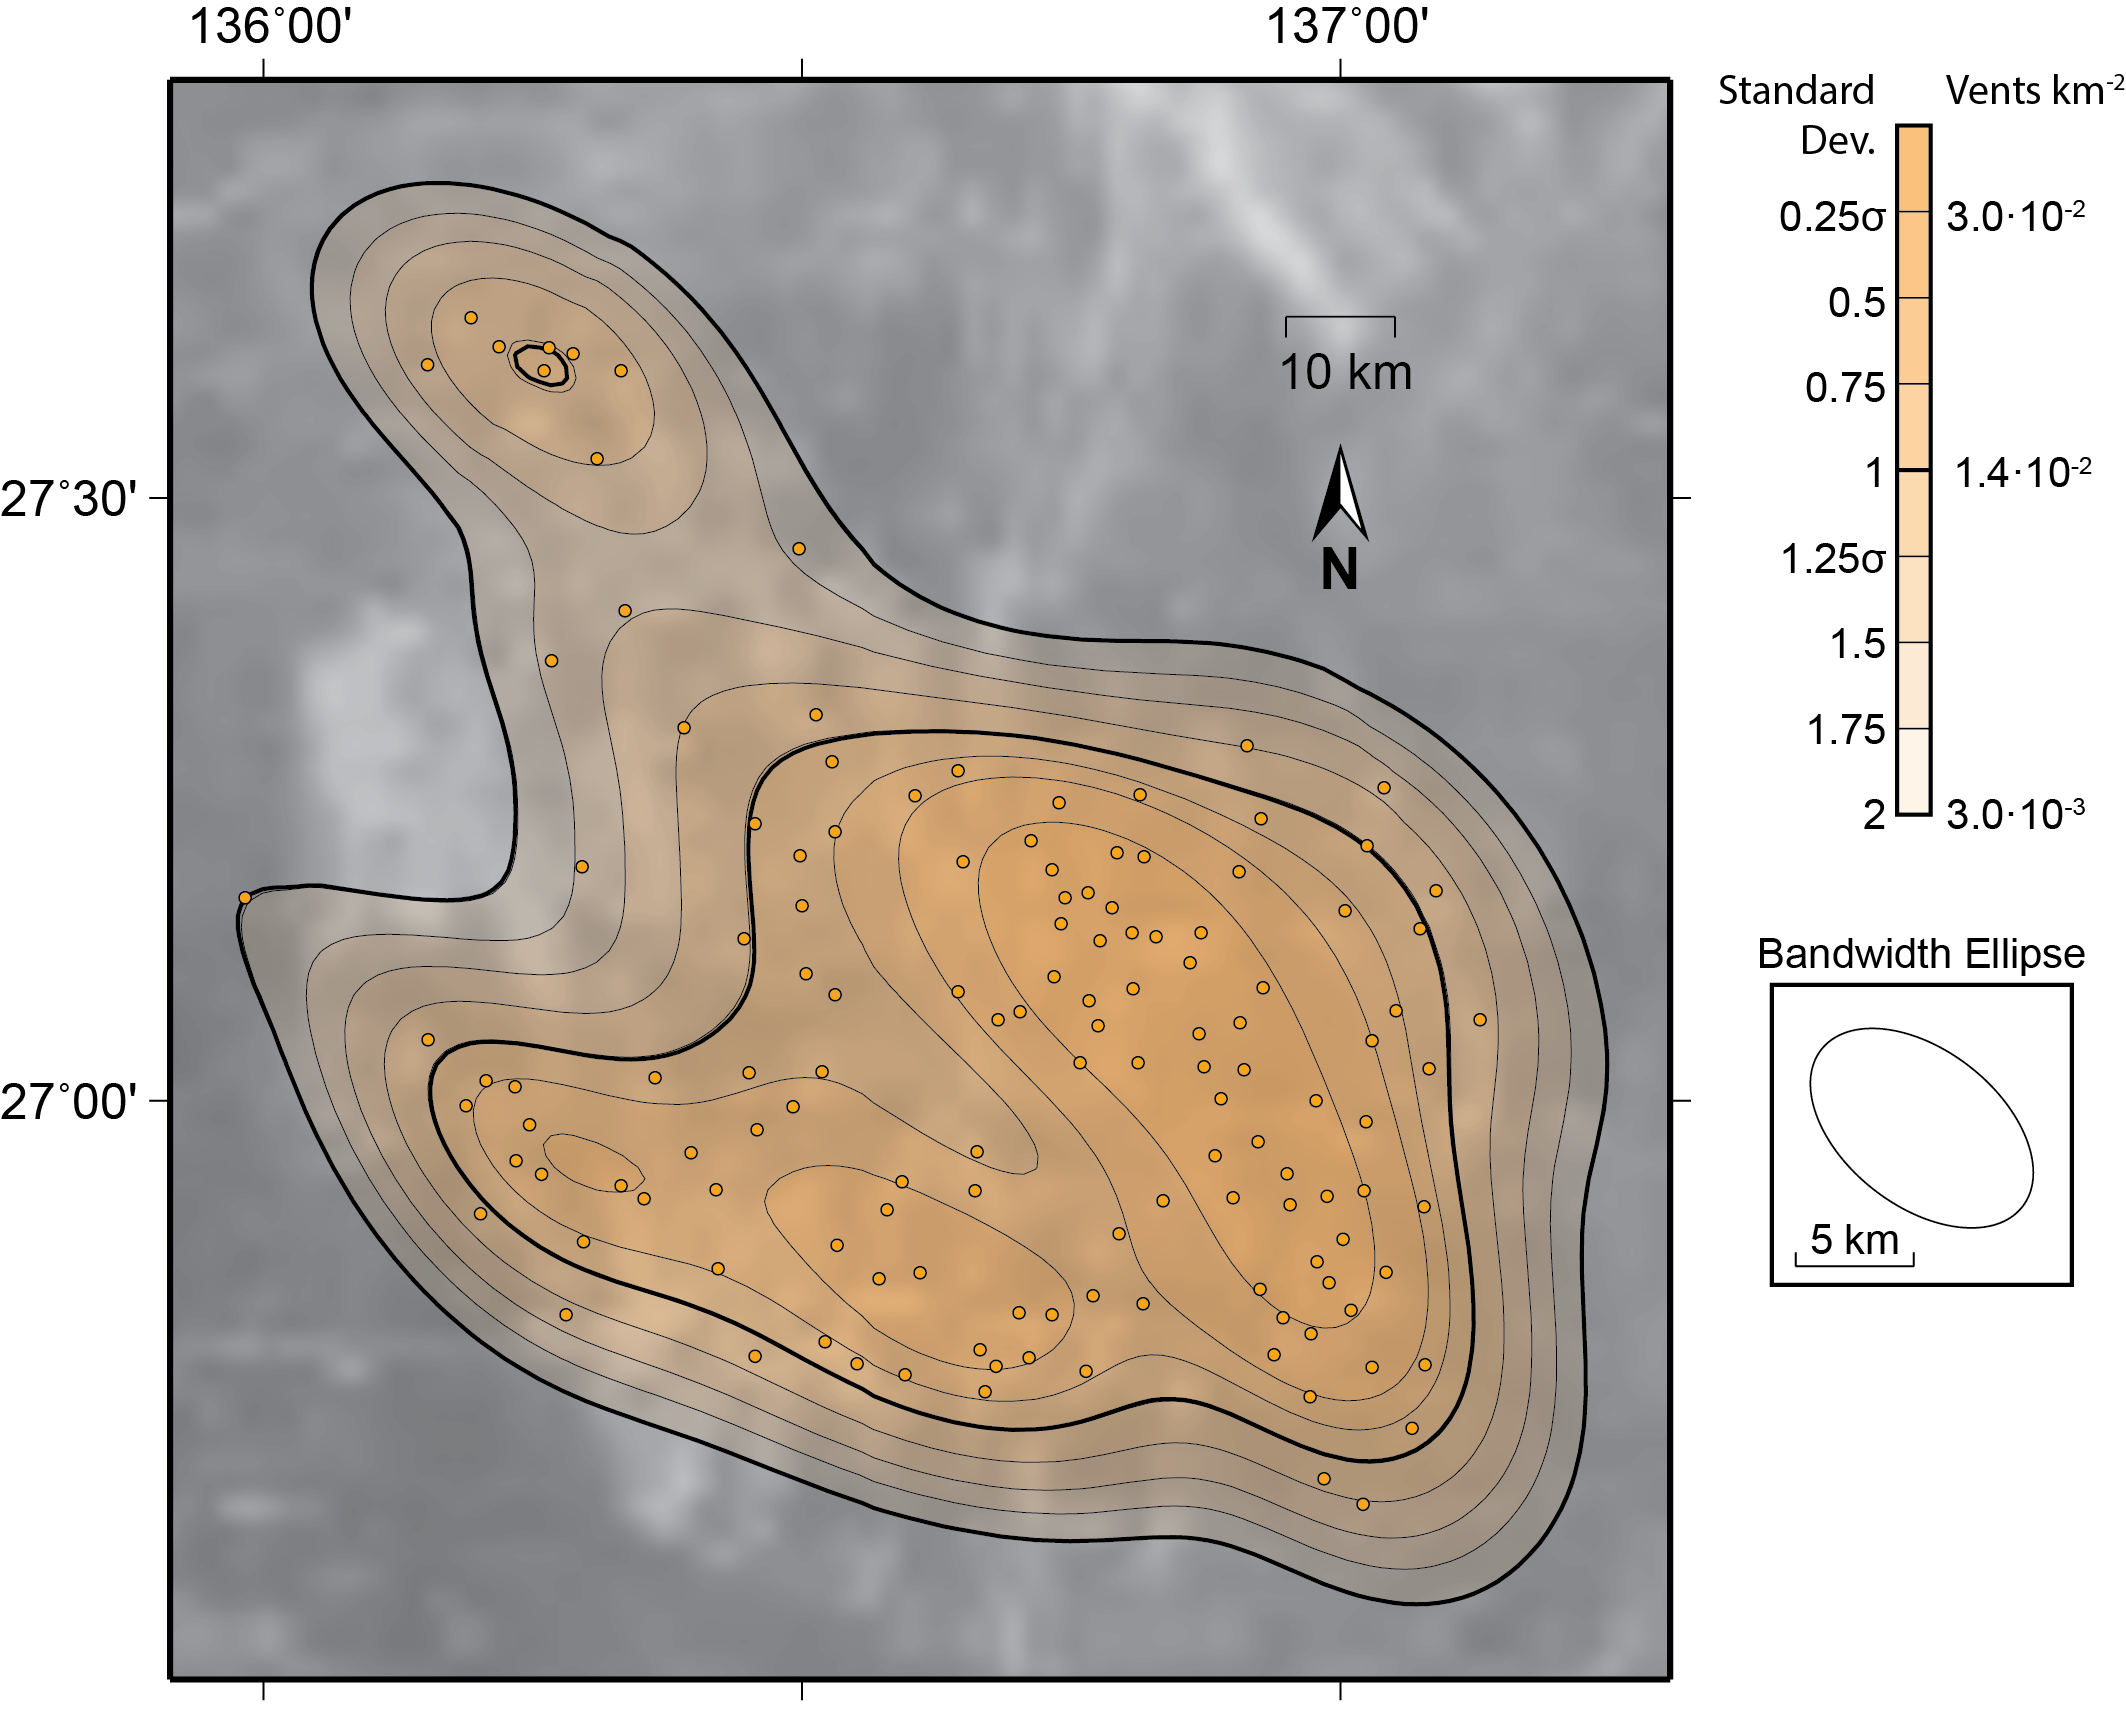 136°00'
137°00'
Standard Dev.
Vents km-2
0.25σ
3.0·10-2
0.5
0.75
1
1.4·10-2
1.25σ
1.5
1.75
2
3.0·10-3
10 km
N
27°30'
27°00'
Bandwidth Ellipse
5 km